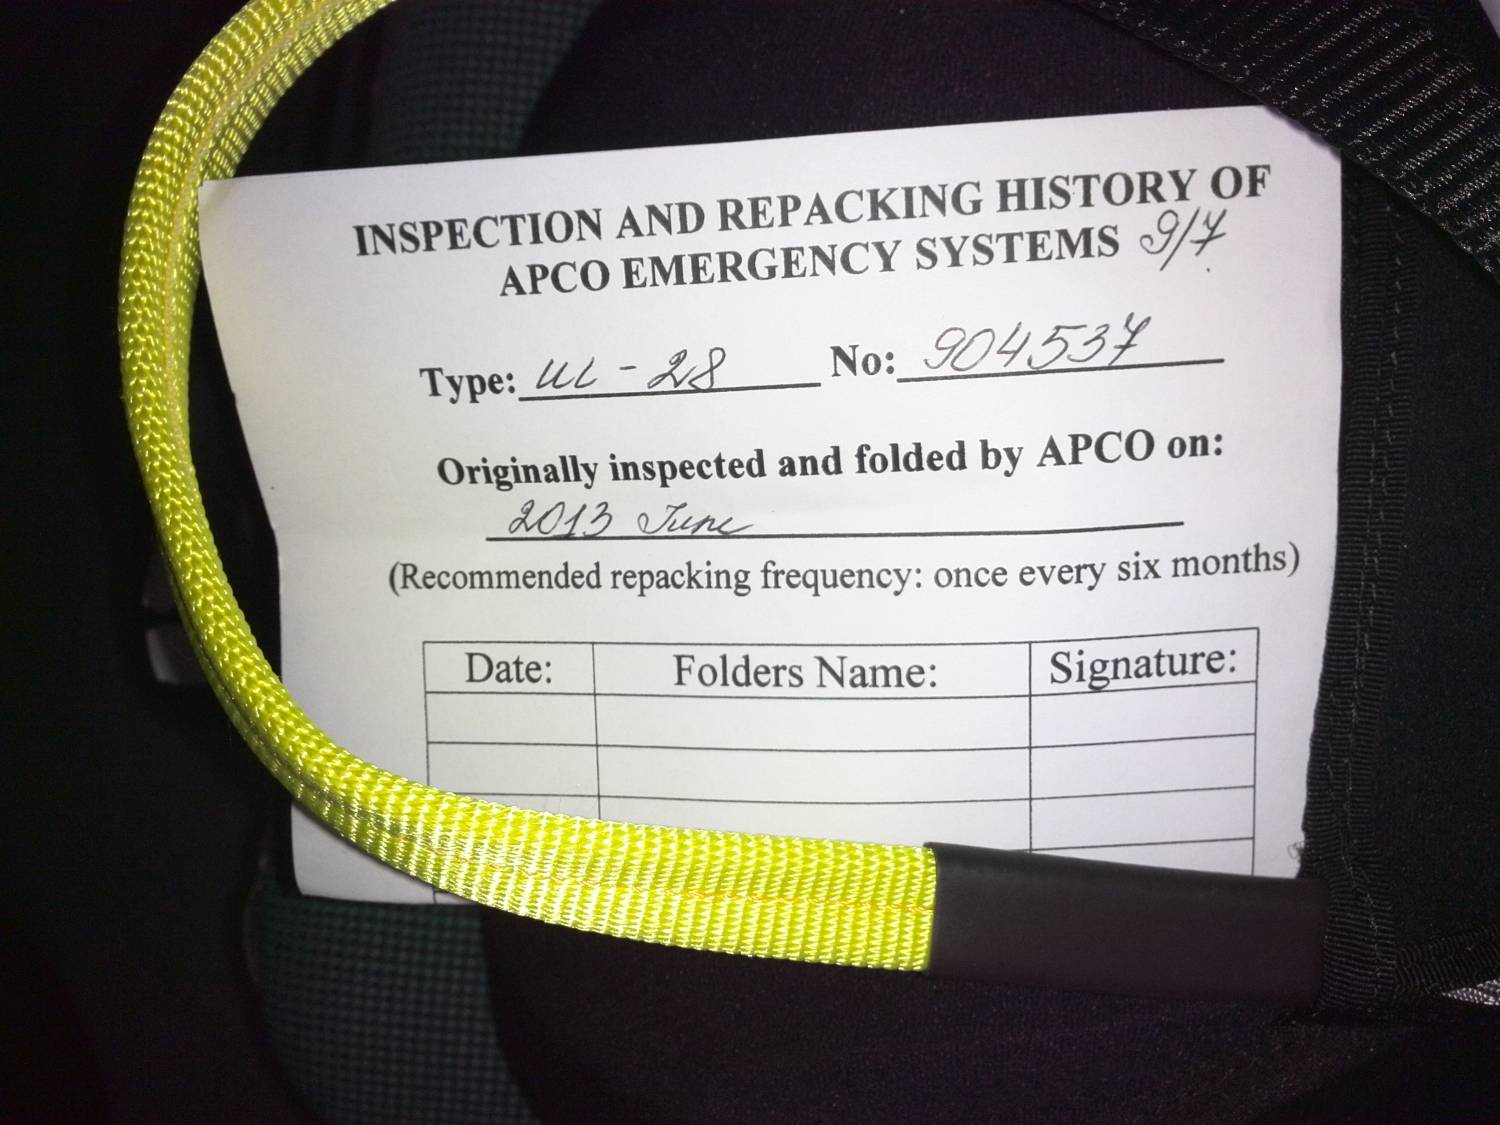 INSPECTION AND REPACKING HISTORY OF
APCO EMERGENCY SYSTEMS 9/7
Type: UL - 28 No: 904537
Originally inspected and folded by APCO on:
2013 June
(Recommended repacking frequency: once every six months)
Date: Folders Name: Signature: